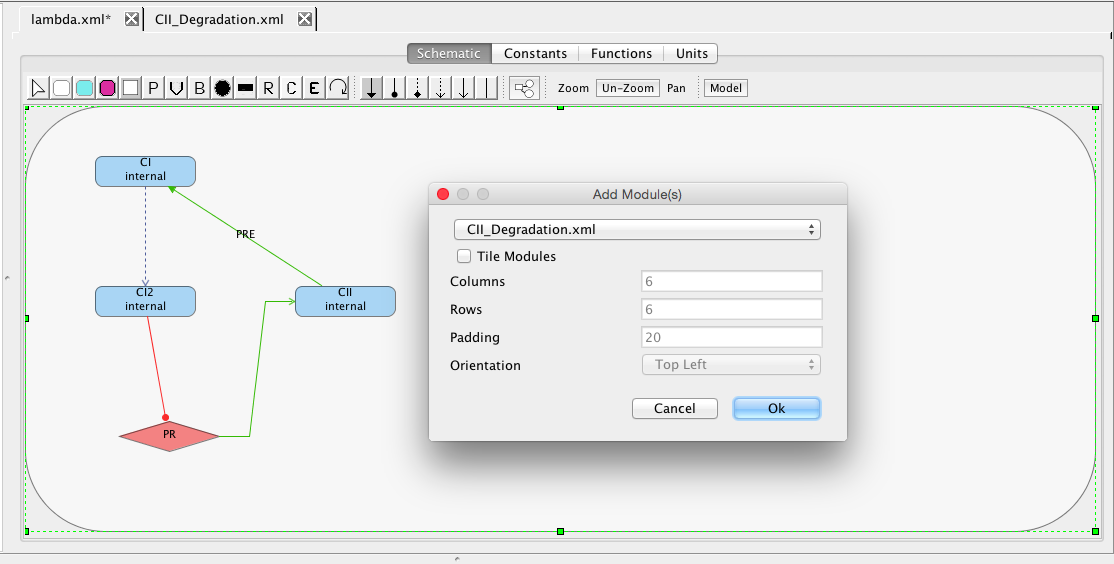 lambda.xml* CII_Degradation.xml
Schematic Constants Functions Units
P V B R C E Zoom Un-Zoom Pan Model
CI
internal
PRE
CI2
internal
CII
internal
PR
Add Module(s)
CII_Degradation.xml
Tile Modules
Columns 6
Rows 6
Padding 20
Orientation Top Left
Cancel Ok